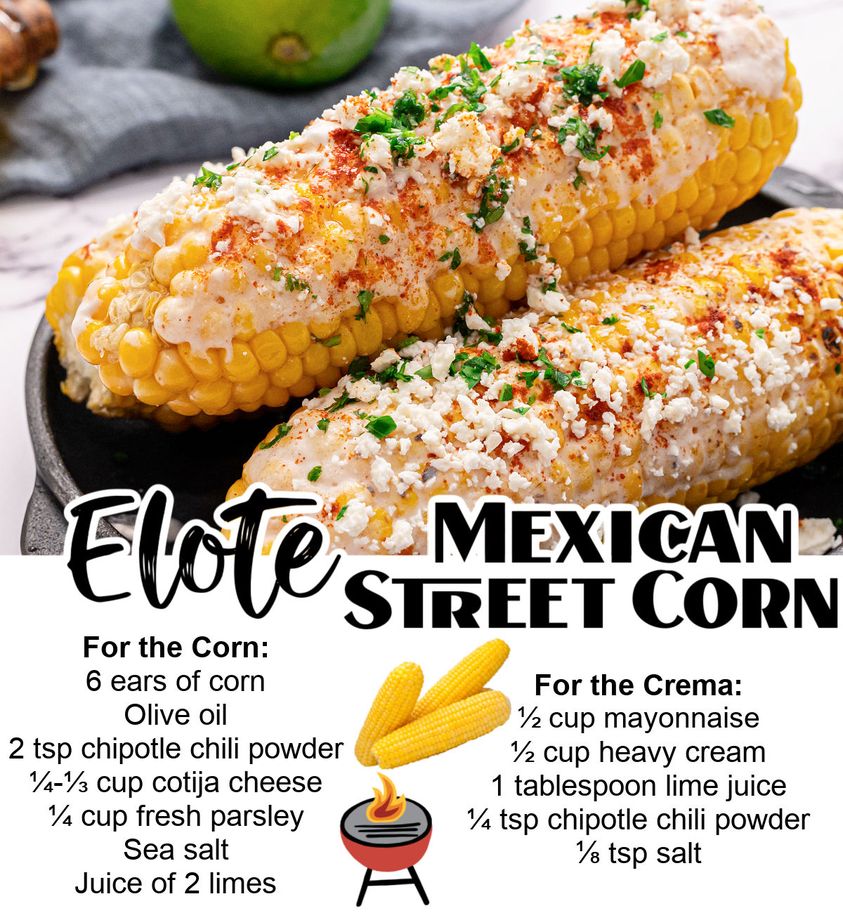 Elote
MEXICAN
STREET CORN
For the Corn:
6 ears of corn
Olive oil
2 tsp chipotle chili powder
¼-⅓ cup cotija cheese
¼ cup fresh parsley
Sea salt
Juice of 2 limes
For the Crema:
½ cup mayonnaise
½ cup heavy cream
1 tablespoon lime juice
¼ tsp chipotle chili powder
⅛ tsp salt